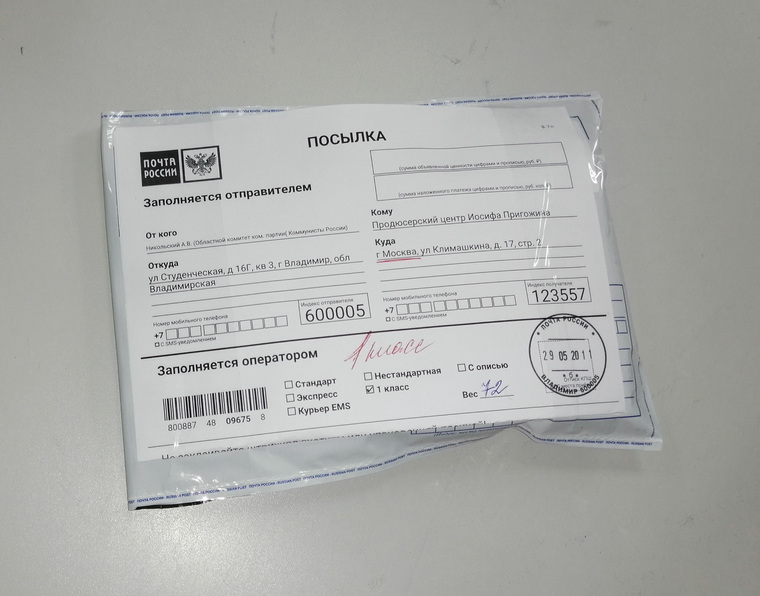 ПОСЫЛКА
ПОЧТА
РОССИИ
Заполняется отправителем
(сумма объявленной ценности цифрами и прописью, руб. ₽)
(сумма наложенного платежа цифрами и прописью, руб. коп.
От кого
Никольский А.В. (Областной комитет ком. партии( Коммунисты России)
Откуда
ул Студенческая, д 16Г, кв 3, г Владимир, обл
Владимирская
Кому
Продюсерский центр Иосифа Пригожина
Куда
г Москва, ул Климашкина, д. 17, стр. 2
Номер мобильного телефона
+7
С SMS-уведомлением
Индекс отправителя
600005
Номер мобильного телефона
+7
С SMS-уведомлением
Индекс получателя
123557
Заполняется оператором
1 класс
Стандарт
Экспресс
Курьер EMS
Нестандартная
1 класс
С описью
Вес 72
800887 48 09675 8
ПОЧТА РОССИИ
29 05 20 1
б
ВЛАДИМИР 600005